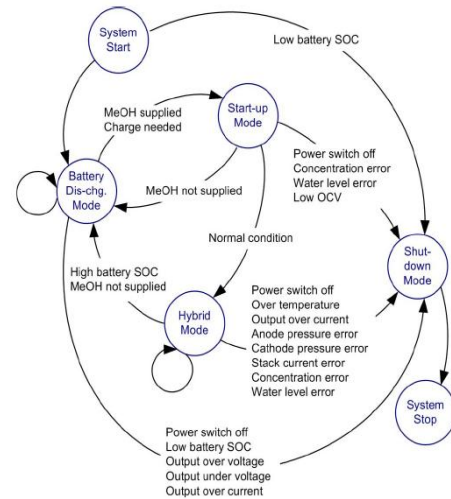 System
Start
Low battery SOC
MeOH supplied
Charge needed
Start-up
Mode
Power switch off
Concentration error
Water level error
Low OCV
Battery
Dis-chg.
Mode
MeOH not supplied
Normal condition
Shut-
down
Mode
High battery SOC
MeOH not supplied
Hybrid
Mode
Power switch off
Over temperature
Output over current
Anode pressure error
Cathode pressure error
Stack current error
Concentration error
Water level error
System
Stop
Power switch off
Low battery SOC
Output over voltage
Output under voltage
Output over current